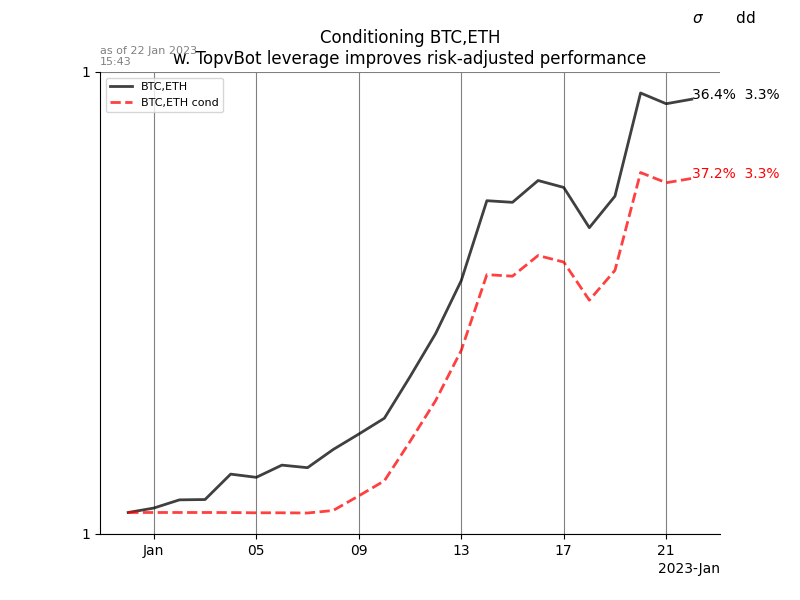 σ dd
Conditioning BTC,ETH
as of 22 Jan 2023
15:43
w. TopvBot leverage improves risk-adjusted performance
1
BTC,ETH
BTC,ETH cond
36.4% 3.3%
37.2% 3.3%
1
Jan 05 09 13 17 21
2023-Jan